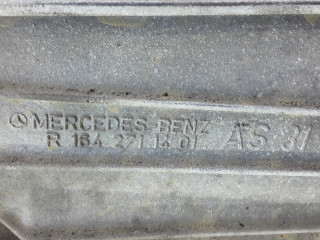 MERCEDES-BENZ AS 31
R 164 271 14 01